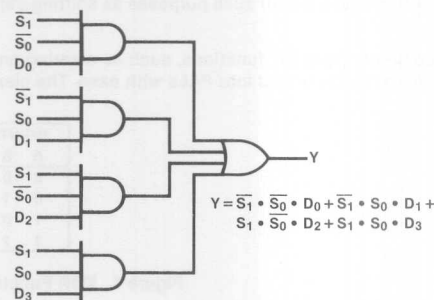 S̅₁
S̅₀
D₀
S̅₁
S₀
D₁
S₁
S̅₀
D₂
S₁
S₀
D₃
Y
Y = S̅₁ • S̅₀ • D₀ + S̅₁ • S₀ • D₁ +
S₁ • S̅₀ • D₂ + S₁ • S₀ • D₃